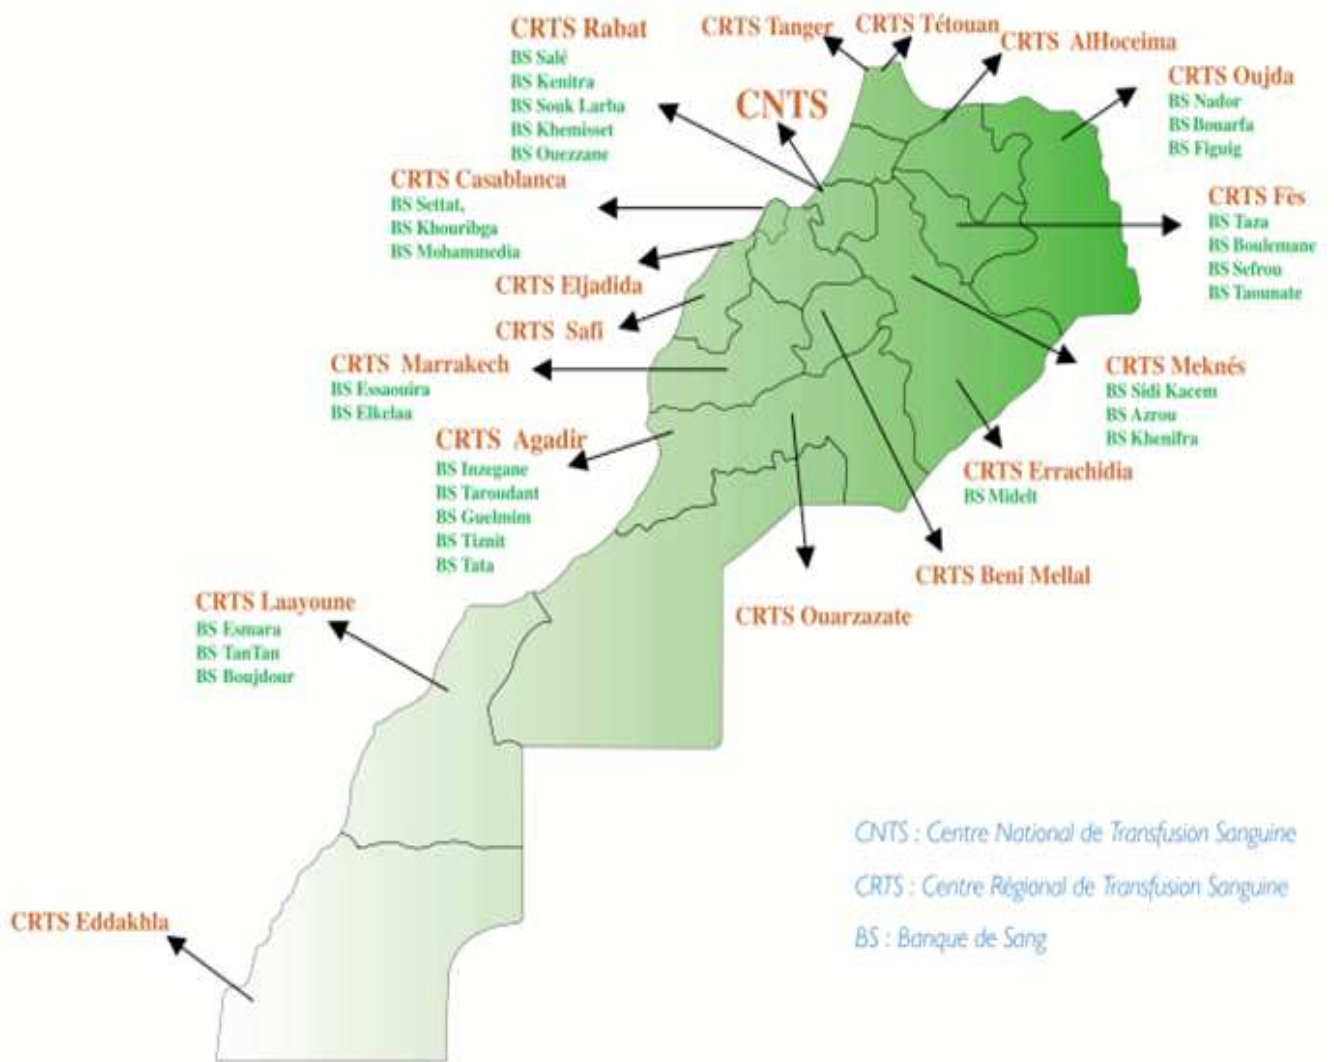 CRTS Rabat
BS Salé
BS Kenitra
BS Souk Larba
BS Khemisset
BS Ouezzane
CRTS Tanger
CRTS Tétouan
CRTS AlHoceima
CNTS
CRTS Oujda
BS Nador
BS Bouarfa
BS Figuig
CRTS Casablanca
BS Settat,
BS Khouribga
BS Mohammedia
CRTS Fès
BS Taza
BS Boulemane
BS Sefrou
BS Taounate
CRTS Eljadida
CRTS Safi
CRTS Marrakech
BS Essaouira
BS Elkelaa
CRTS Meknés
BS Sidi Kacem
BS Azrou
BS Khenifra
CRTS Agadir
BS Inzegane
BS Taroudant
BS Guelmim
BS Tiznit
BS Tata
CRTS Errachidia
BS Midelt
CRTS Beni Mellal
CRTS Ouarzazate
CRTS Laayoune
BS Esmara
BS TanTan
BS Boujdour
CRTS Eddakhla
CNTS : Centre National de Transfusion Sanguine
CRTS : Centre Régional de Transfusion Sanguine
BS : Banque de Sang